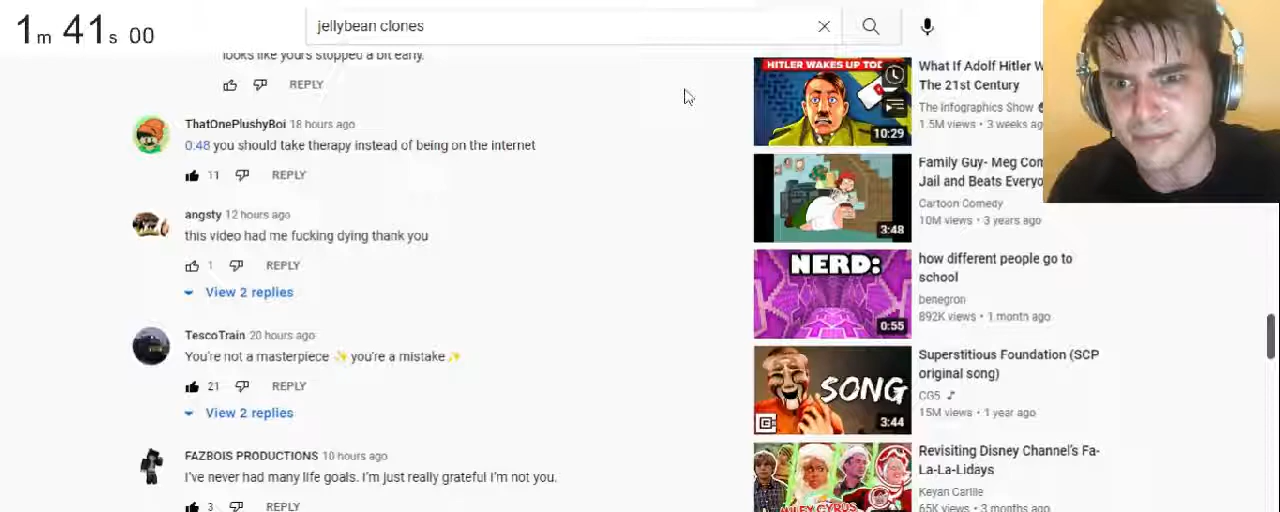 1m 41s 00
jellybean clones
looks like yours stopped a bit early.
REPLY
ThatOnePlushyBoi 18 hours ago
0:48 you should take therapy instead of being on the internet
11 REPLY
angsty 12 hours ago
this video had me fucking dying thank you
1 REPLY
View 2 replies
TescoTrain 20 hours ago
You're not a masterpiece ✨ you're a mistake✨
21 REPLY
View 2 replies
FAZBOIS PRODUCTIONS 10 hours ago
I've never had many life goals. I'm just really grateful I'm not you.
3 REPLY
HITLER WAKES UP TOD
10:29
What If Adolf Hitler W
The 21st Century
The Infographics Show
1.5M views • 3 weeks ag
3:48
Family Guy- Meg Com
Jail and Beats Everyo
Cartoon Comedy
10M views • 3 years ago
NERD:
0:55
how different people go to
school
benegron
892K views • 1 month ago
SONG
3:44
Superstitious Foundation (SCP
original song)
CG5
15M views • 1 year ago
MILEY CYRUS
Revisiting Disney Channel's Fa-
La-La-Lidays
Keyan Carlile
65K views • 3 months ago